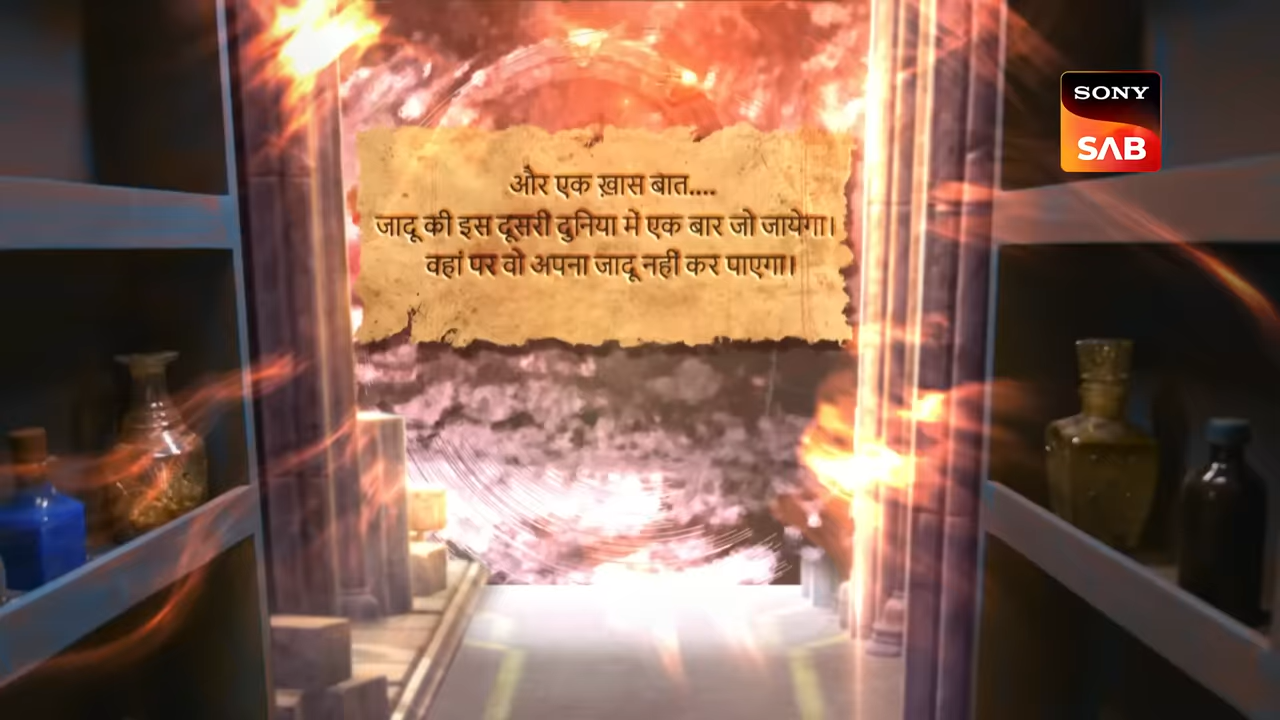 और एक ख़ास बात....
जादू की इस दूसरी दुनिया में एक बार जो जायेगा।
वहां पर वो अपना जादू नहीं कर पाएगा।
SONY
SAB